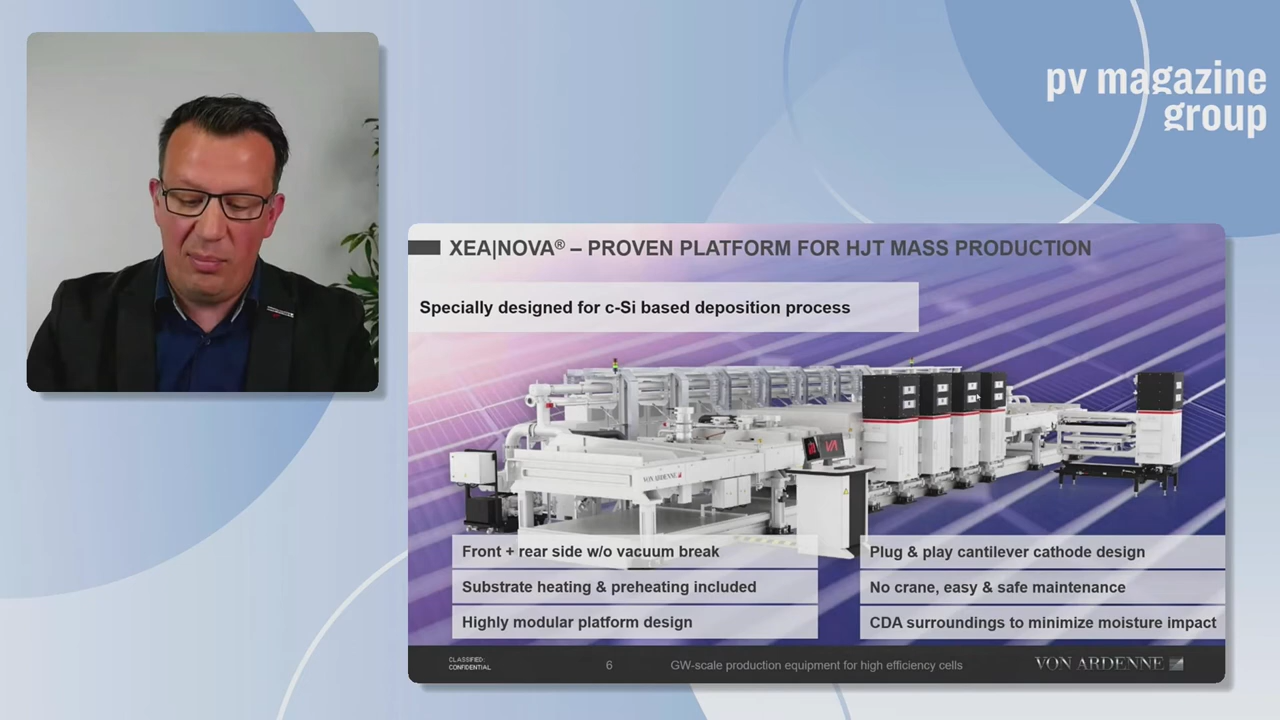 pv magazine
group
XEA|NOVA® – PROVEN PLATFORM FOR HJT MASS PRODUCTION
Specially designed for c-Si based deposition process
VON ARDENNE
VA
Front + rear side w/o vacuum break
Substrate heating & preheating included
Highly modular platform design
Plug & play cantilever cathode design
No crane, easy & safe maintenance
CDA surroundings to minimize moisture impact
CLASSIFIED:
CONFIDENTIAL
6
GW-scale production equipment for high efficiency cells
VON ARDENNE